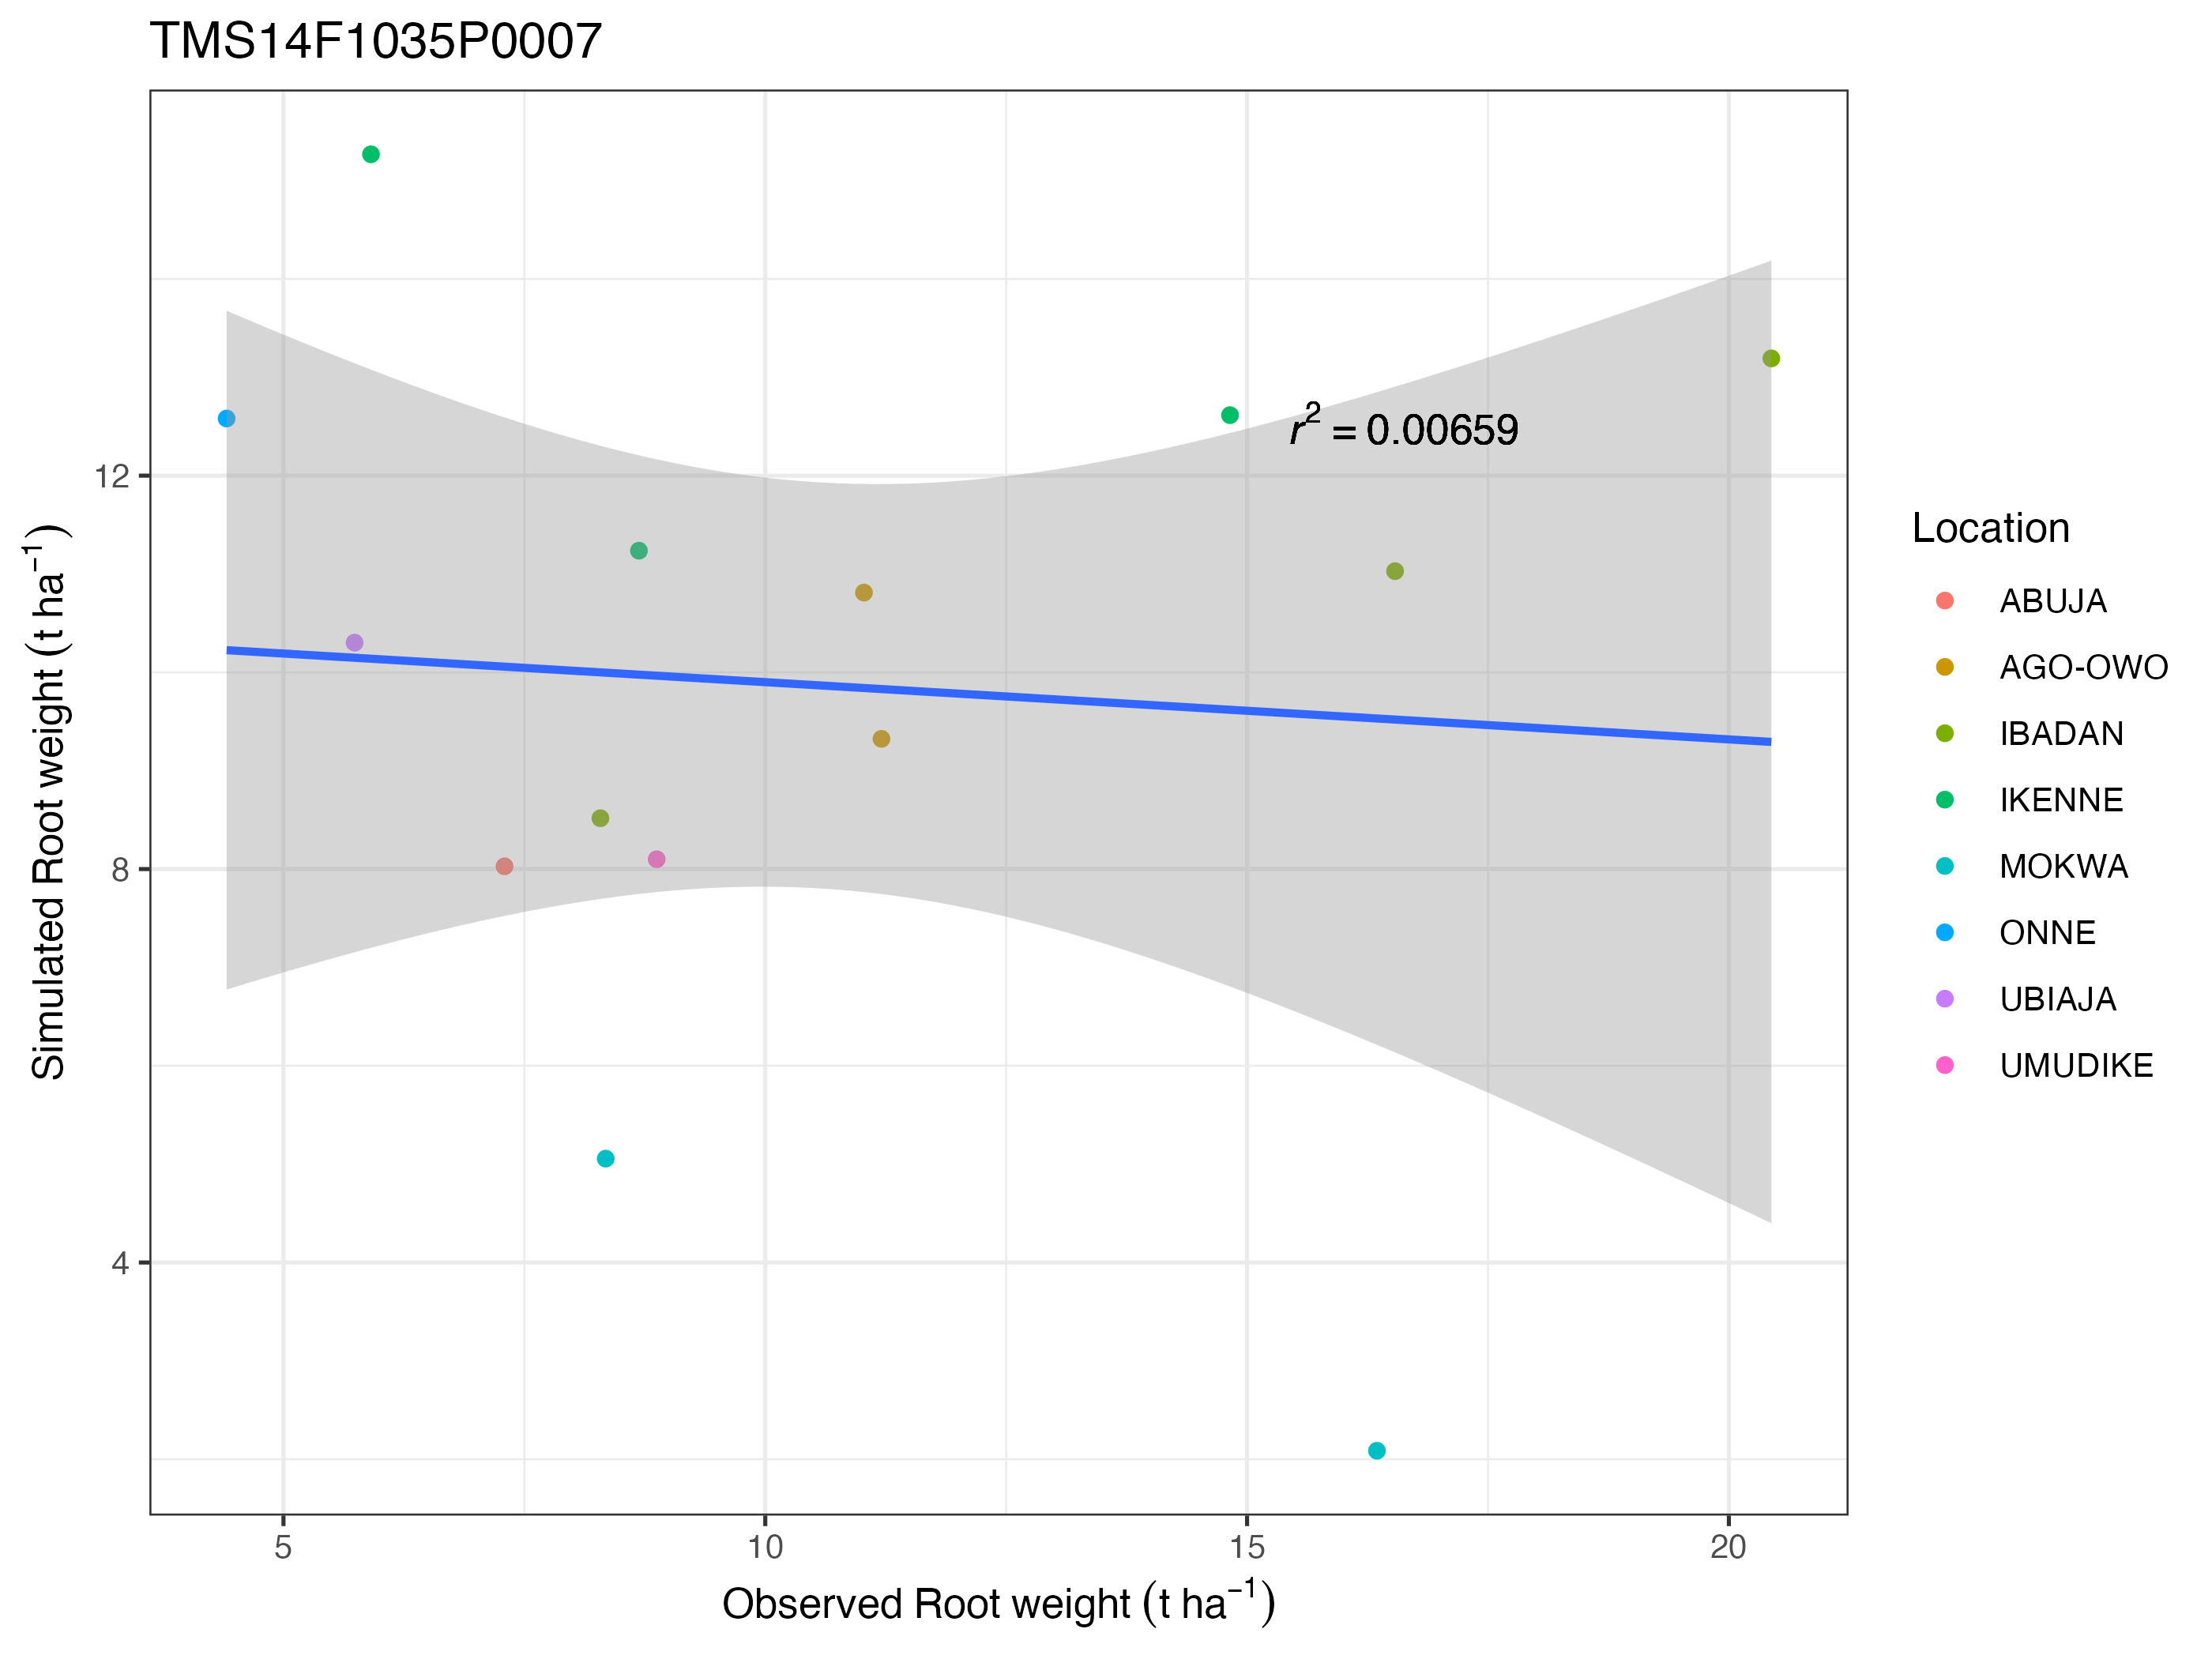 TMS14F1035P0007
r² = 0.00659
12
8
4
Simulated Root weight (t ha⁻¹)
5 10 15 20
Observed Root weight (t ha⁻¹)
Location
ABUJA
AGO-OWO
IBADAN
IKENNE
MOKWA
ONNE
UBIAJA
UMUDIKE